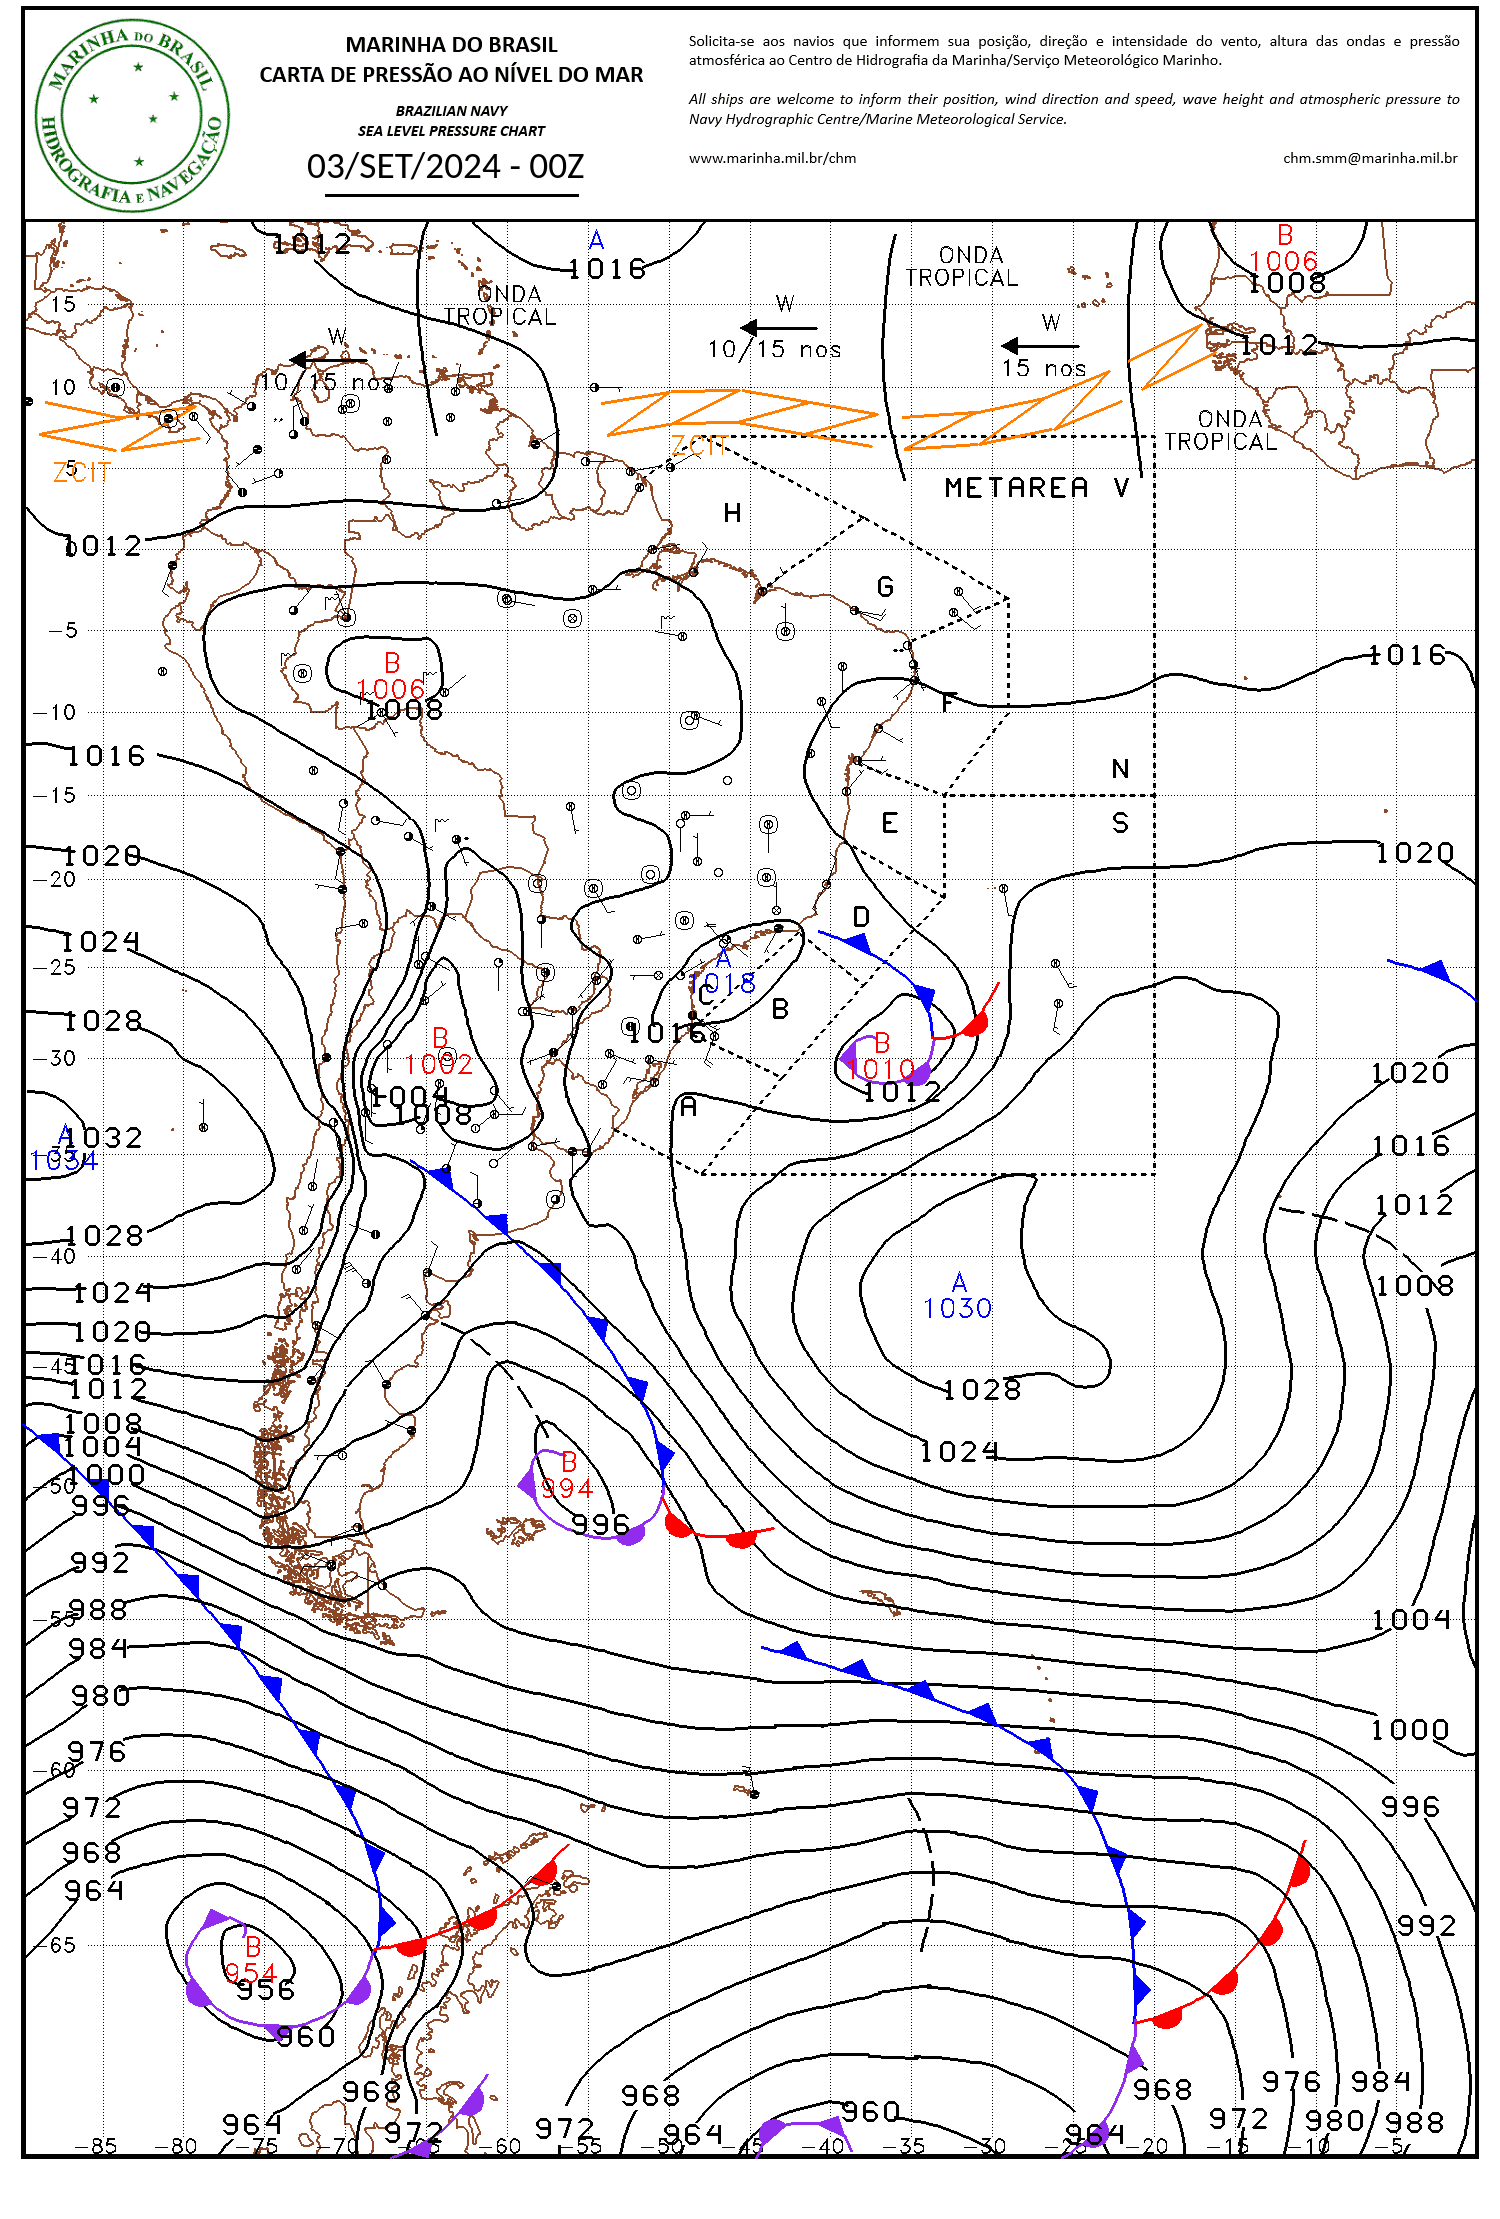 MARINHA DO BRASIL
HIDROGRAFIA E NAVEGAÇÃO
MARINHA DO BRASIL
CARTA DE PRESSÃO AO NÍVEL DO MAR
BRAZILIAN NAVY
SEA LEVEL PRESSURE CHART
03/SET/2024 - 00Z
Solicita-se aos navios que informem sua posição, direção e intensidade do vento, altura das ondas e pressão
atmosférica ao Centro de Hidrografia da Marinha/Serviço Meteorológico Marinho.
All ships are welcome to inform their position, wind direction and speed, wave height and atmospheric pressure to
Navy Hydrographic Centre/Marine Meteorological Service.
www.marinha.mil.br/chm
chm.smm@marinha.mil.br
1012
A
1016
ONDA
TROPICAL
B
1006
1008
ONDA
TROPICAL
15
W
10/15 nos
W
10/15 nos
W
15 nos
1012
10
ONDA
TROPICAL
ZCIT
ZCIT
5
METAREA V
H
1012
0
G
-5
1016
B
1006
1008
F
-10
1016
N
-15
E
S
1020
1020
-20
D
1024
A
1018
-25
C
B
1028
1016
B
1002
B
1010
-30
1020
1004
1008
1012
A
A
1032
1034
-35
1016
1012
1028
-40
A
1030
1008
1024
1020
1016
-45
1012
1028
1008
1004
1024
B
994
1000
-50
996
996
992
988
-55
1004
984
980
1000
976
-60
972
996
968
964
992
-65
B
954
956
960
968
964
972
972
968
964
960
964
968
972
976
980
984
988
-85
-80
-75
-70
-65
-60
-55
-50
-45
-40
-35
-30
-25
-20
-15
-10
-5